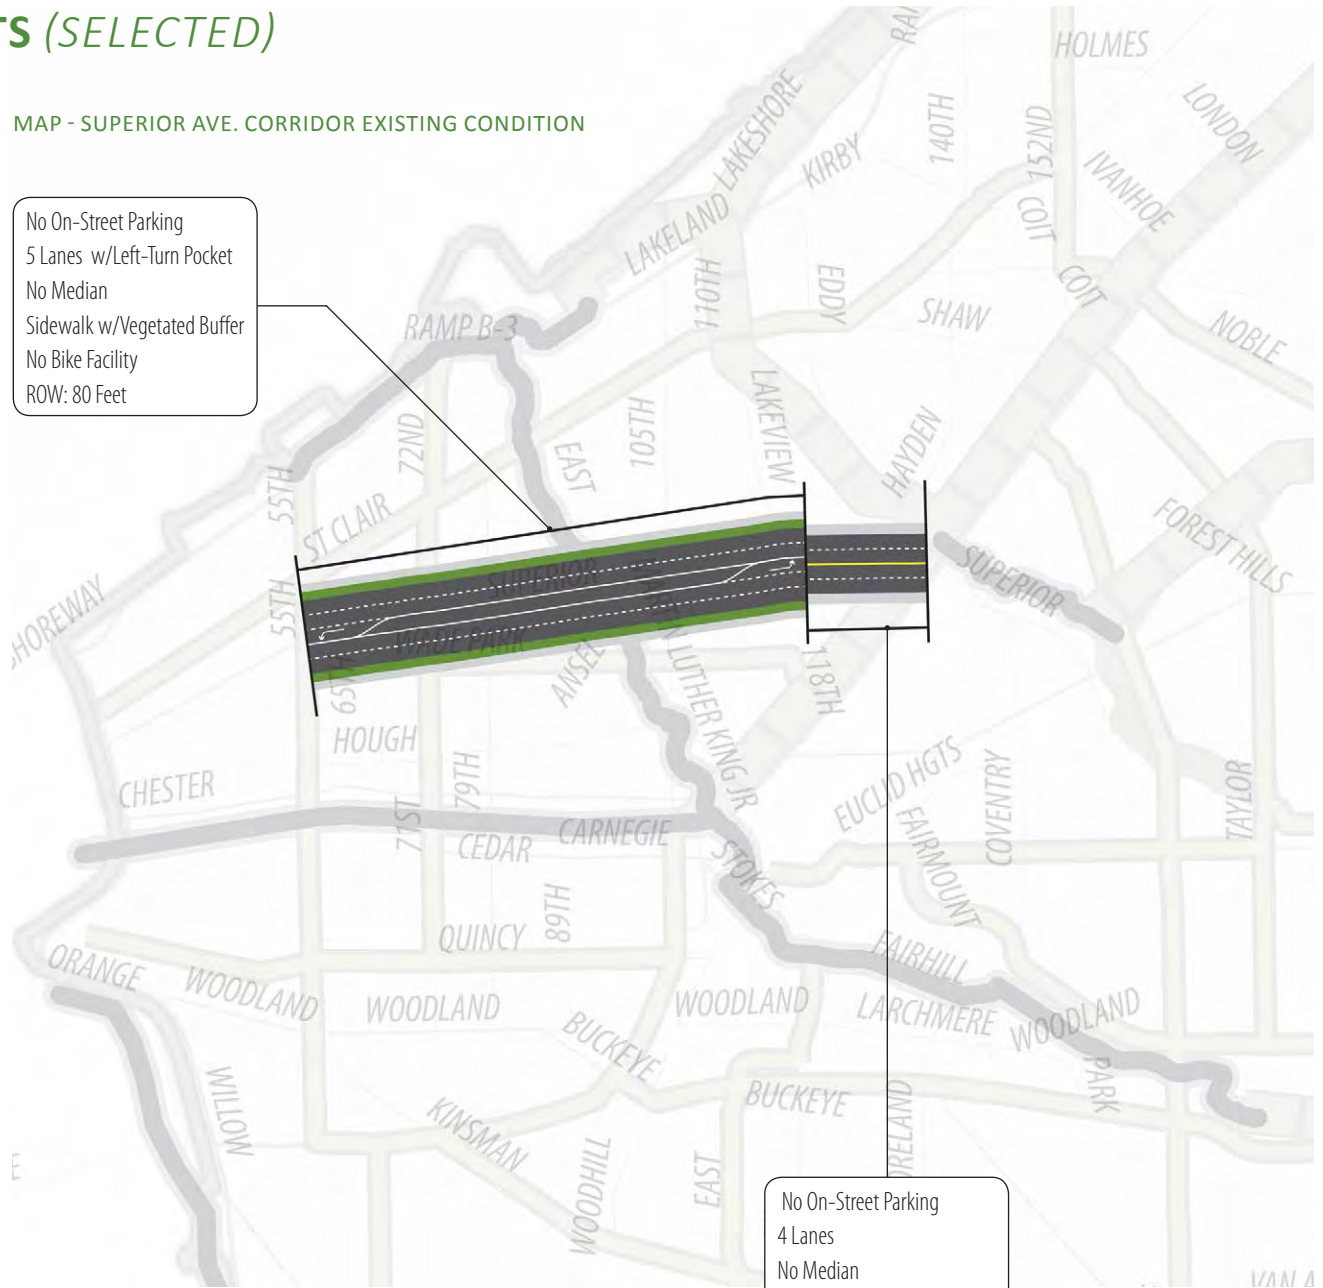 TS (SELECTED)
MAP - SUPERIOR AVE. CORRIDOR EXISTING CONDITION
No On-Street Parking
5 Lanes w/Left-Turn Pocket
No Median
Sidewalk w/Vegetated Buffer
No Bike Facility
ROW: 80 Feet
HOLMES
LONDON
LAKESHORE
140TH
152ND
KIRBY
IVANHOE
COIT
LAKELAND
COIT
110TH
EDDY
SHAW
NOBLE
RAMP B-3
72ND
105TH
LAKEVIEW
HAYDEN
EAST
55TH
ST CLAIR
FOREST HILLS
SUPERIOR
SUPERIOR
55TH
WADE PARK
HOREWAY
65TH
ANSEL
LUTHER KING JR
118TH
HOUGH
CHESTER
79TH
71ST
CEDAR
CARNEGIE
EUCLID HGTS
FAIRMOUNT
COVENTRY
TAYLOR
STOKES
89TH
QUINCY
ORANGE
WOODLAND
WOODLAND
WOODLAND
FAIRHILL
LARCHMERE
WOODLAND
BUCKEYE
PARK
WILLOW
KINSMAN
BUCKEYE
RELAND
WOODHILL
EAST
No On-Street Parking
4 Lanes
No Median
VAN A